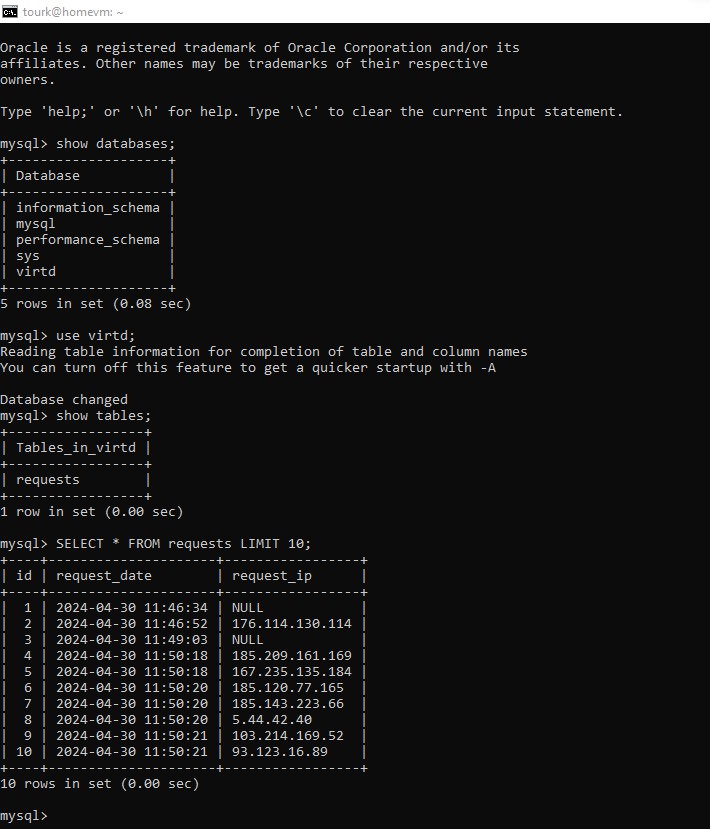 tourk@homevm: ~
Oracle is a registered trademark of Oracle Corporation and/or its
affiliates. Other names may be trademarks of their respective
owners.
Type 'help;' or '\h' for help. Type '\c' to clear the current input statement.
mysql> show databases;
+--------------------+
| Database           |
+--------------------+
| information_schema |
| mysql              |
| performance_schema |
| sys                |
| virtd              |
+--------------------+
5 rows in set (0.08 sec)
mysql> use virtd;
Reading table information for completion of table and column names
You can turn off this feature to get a quicker startup with -A
Database changed
mysql> show tables;
+-----------------+
| Tables_in_virtd |
+-----------------+
| requests        |
+-----------------+
1 row in set (0.00 sec)
mysql> SELECT * FROM requests LIMIT 10;
+----+---------------------+-----------------+
| id | request_date        | request_ip      |
+----+---------------------+-----------------+
|  1 | 2024-04-30 11:46:34 | NULL            |
|  2 | 2024-04-30 11:46:52 | 176.114.130.114 |
|  3 | 2024-04-30 11:49:03 | NULL            |
|  4 | 2024-04-30 11:50:18 | 185.209.161.169 |
|  5 | 2024-04-30 11:50:18 | 167.235.135.184 |
|  6 | 2024-04-30 11:50:20 | 185.120.77.165  |
|  7 | 2024-04-30 11:50:20 | 185.143.223.66  |
|  8 | 2024-04-30 11:50:20 | 5.44.42.40      |
|  9 | 2024-04-30 11:50:21 | 103.214.169.52  |
| 10 | 2024-04-30 11:50:21 | 93.123.16.89    |
+----+---------------------+-----------------+
10 rows in set (0.00 sec)
mysql>